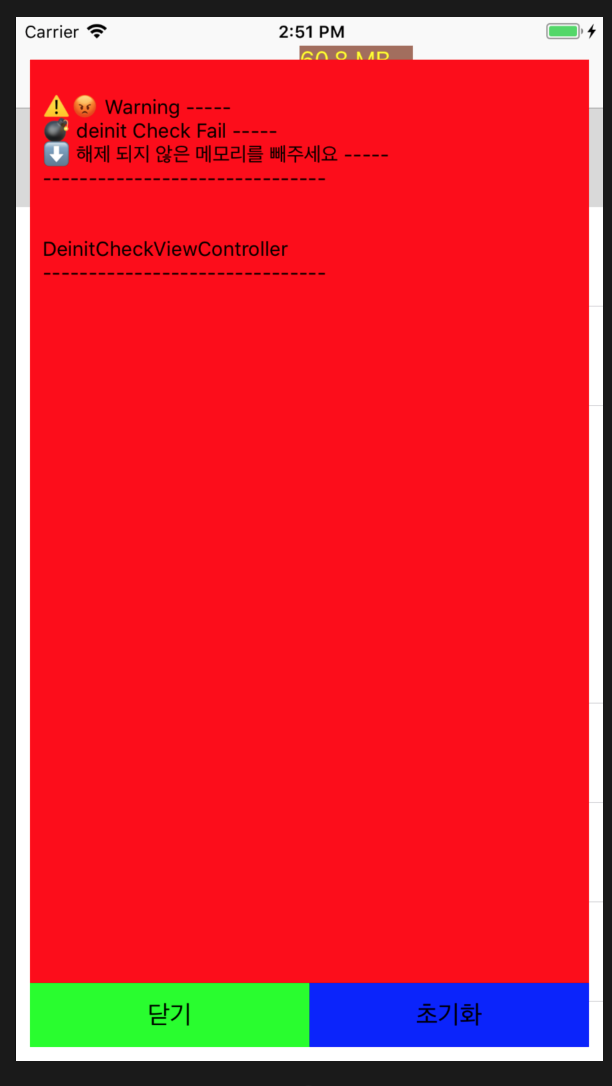 Carrier 2:51 PM
60.8 MB
⚠️😡 Warning -----
💣 deinit Check Fail -----
⬇️ 해제 되지 않은 메모리를 빼주세요 -----
-------------------------------
DeinitCheckViewController
-------------------------------
닫기 초기화